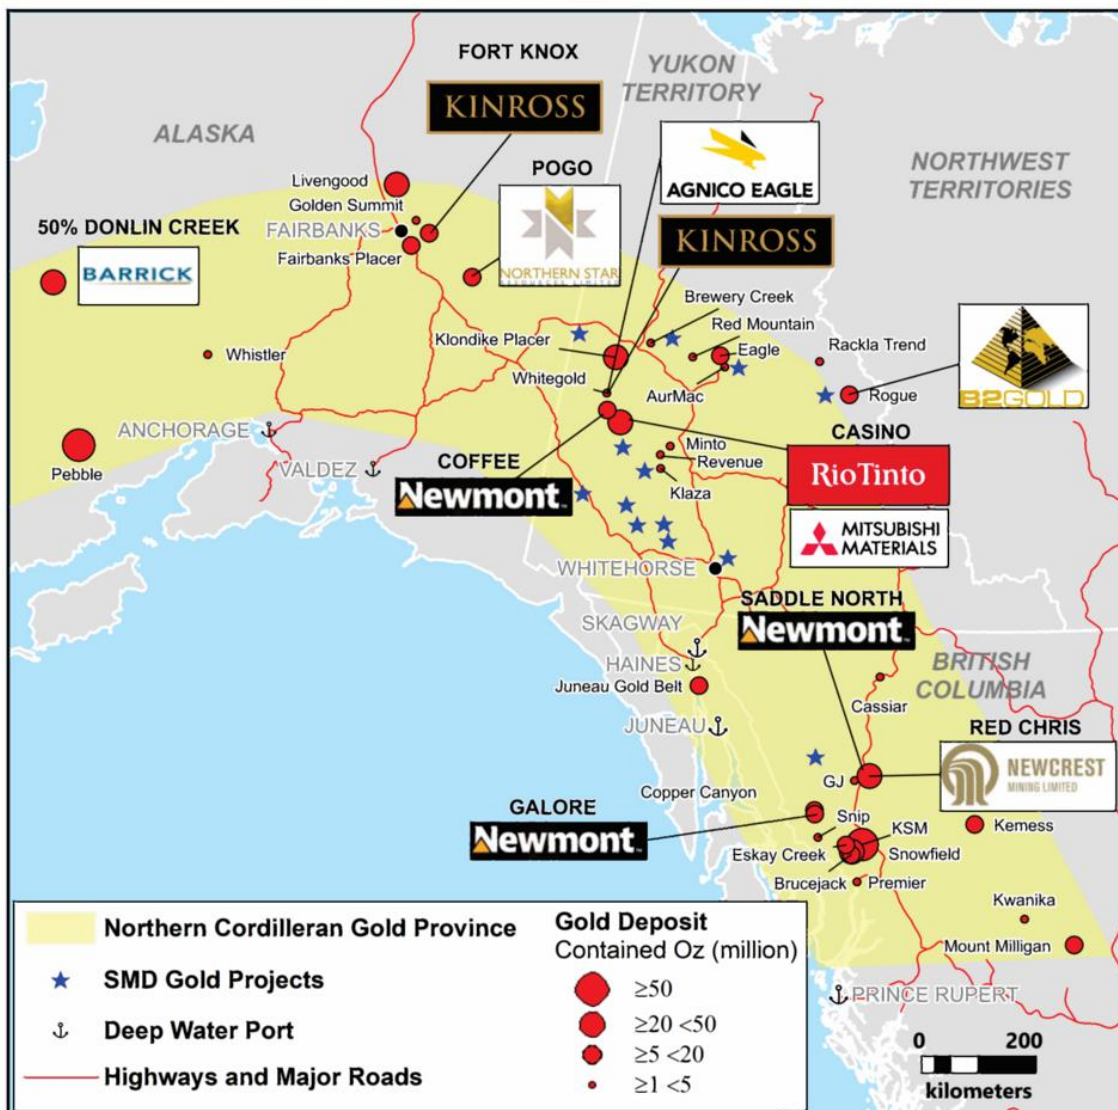 FORT KNOX
KINROSS
YUKON
TERRITORY
ALASKA
AGNICO EAGLE
NORTHWEST
TERRITORIES
POGO
NORTHERN STAR
RESOURCES LIMITED
Livengood
Golden Summit
50% DONLIN CREEK
FAIRBANKS
KINROSS
BARRICK
Fairbanks Placer
Brewery Creek
Red Mountain
Klondike Placer
Eagle
Rackla Trend
Whistler
Whitegold
AurMac
Rogue
B2GOLD
ANCHORAGE
CASINO
Pebble
VALDEZ
COFFEE
Minto
Revenue
RioTinto
Newmont™
Klaza
MITSUBISHI
MATERIALS
WHITEHORSE
SADDLE NORTH
SKAGWAY
Newmont™
HAINES
BRITISH
COLUMBIA
Juneau Gold Belt
Cassiar
JUNEAU
RED CHRIS
NEWCREST
MINING LIMITED
GJ
Copper Canyon
GALORE
Snip
KSM
Kemess
Newmont™
Eskay Creek
Snowfield
Brucejack
Premier
Kwanika
Mount Milligan
PRINCE RUPERT
Northern Cordilleran Gold Province
SMD Gold Projects
Deep Water Port
Highways and Major Roads
Gold Deposit
Contained Oz (million)
≥50
≥20 <50
≥5 <20
≥1 <5
0 200
kilometers